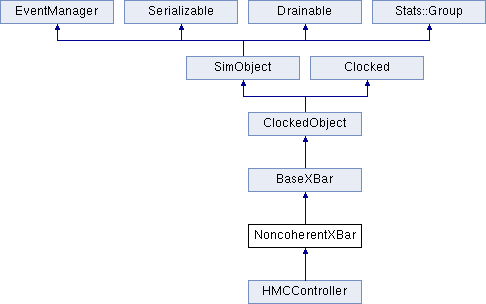 EventManager Serializable Drainable Stats::Group
SimObject Clocked
ClockedObject
BaseXBar
NoncoherentXBar
HMCController